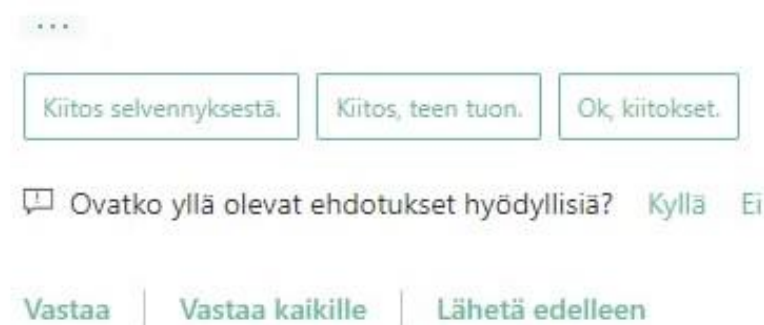 ...
Kiitos selvennyksestä. Kiitos, teen tuon. Ok, kiitokset.
Ovatko yllä olevat ehdotukset hyödyllisiä? Kyllä Ei
Vastaa Vastaa kaikille Lähetä edelleen